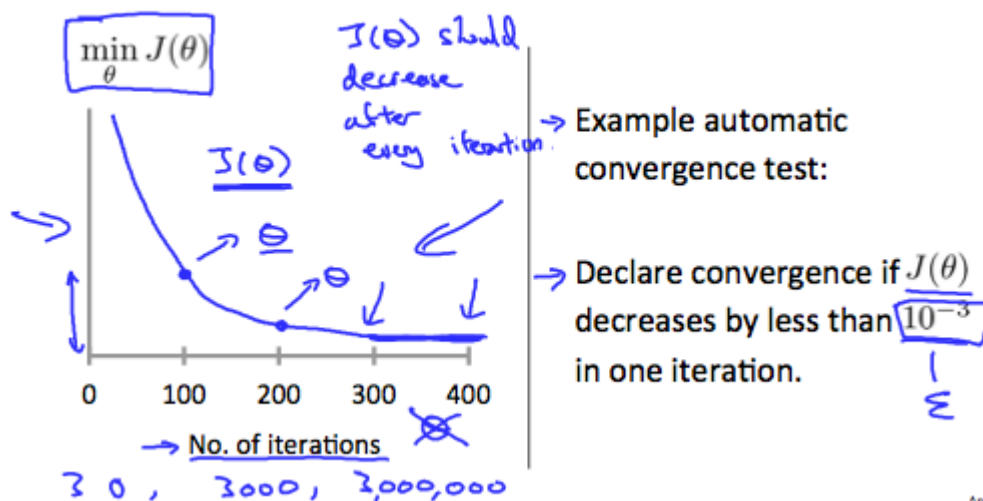 min J(θ)
θ
J(θ) should
decrease
after
every iteration.
J(θ)
θ
θ
0 100 200 300 400
No. of iterations
θ
30, 3000, 3,000,000
Example automatic
convergence test:
Declare convergence if J(θ)
decreases by less than 10⁻³
in one iteration.
ε